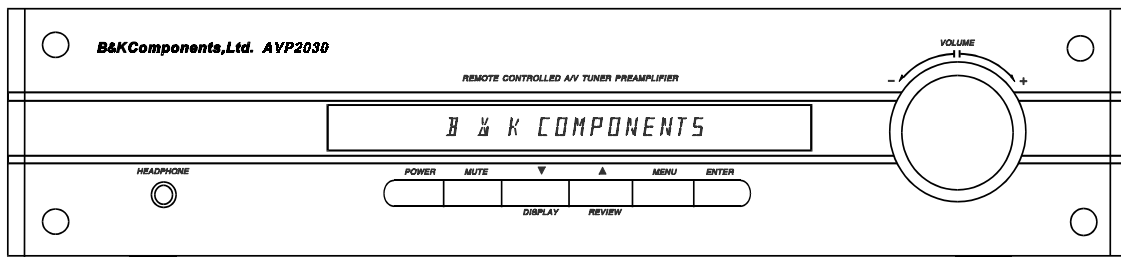 B&KComponents,Ltd. AVP2030
VOLUME
- +
REMOTE CONTROLLED A/V TUNER PREAMPLIFIER
B & K COMPONENTS
HEADPHONE
POWER MUTE ▼ ▲ MENU ENTER
DISPLAY REVIEW